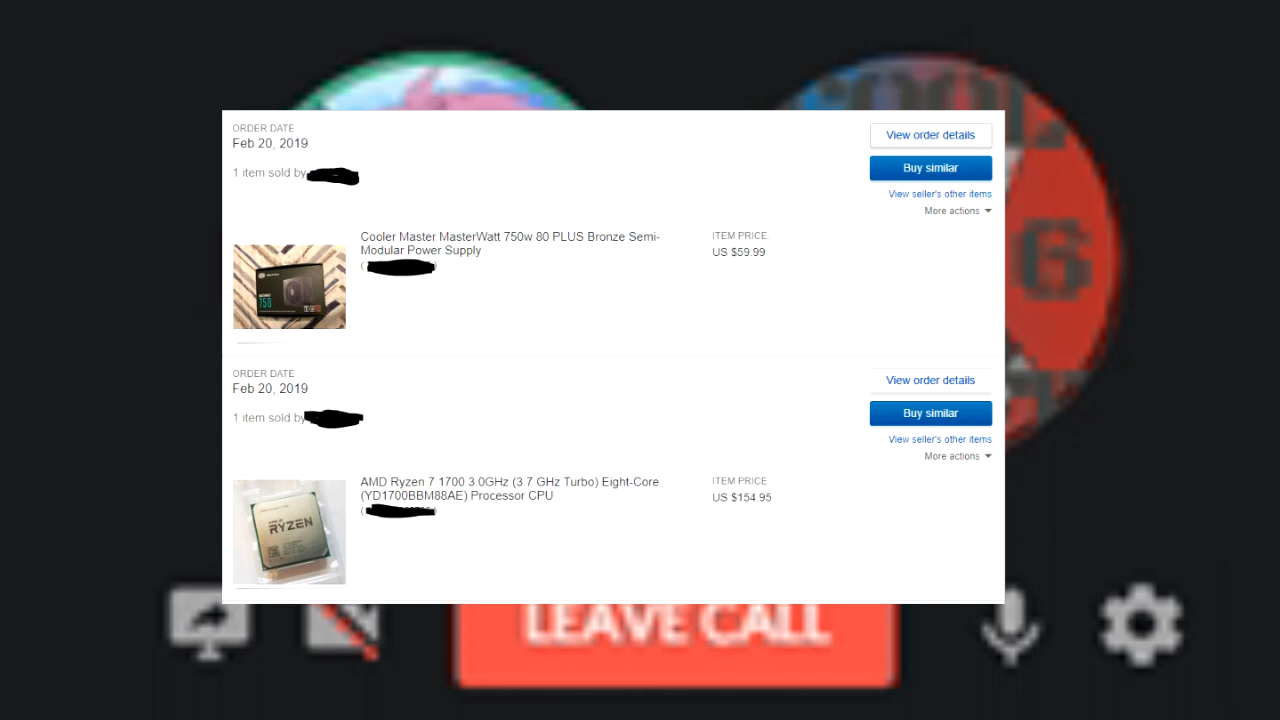 COOL
6
ORDER DATE
Feb 20, 2019
View order details
Buy similar
1 item sold by
View seller's other items
More actions
Cooler Master MasterWatt 750w 80 PLUS Bronze Semi-
Modular Power Supply
(
)
ITEM PRICE:
US $59.99
750
ORDER DATE
Feb 20, 2019
View order details
Buy similar
1 item sold by
View seller's other items
More actions
AMD Ryzen 7 1700 3.0GHz (3.7 GHz Turbo) Eight-Core
(YD1700BBM88AE) Processor CPU
(
ITEM PRICE
US $154.95
RYZEN
LEAVE CALL